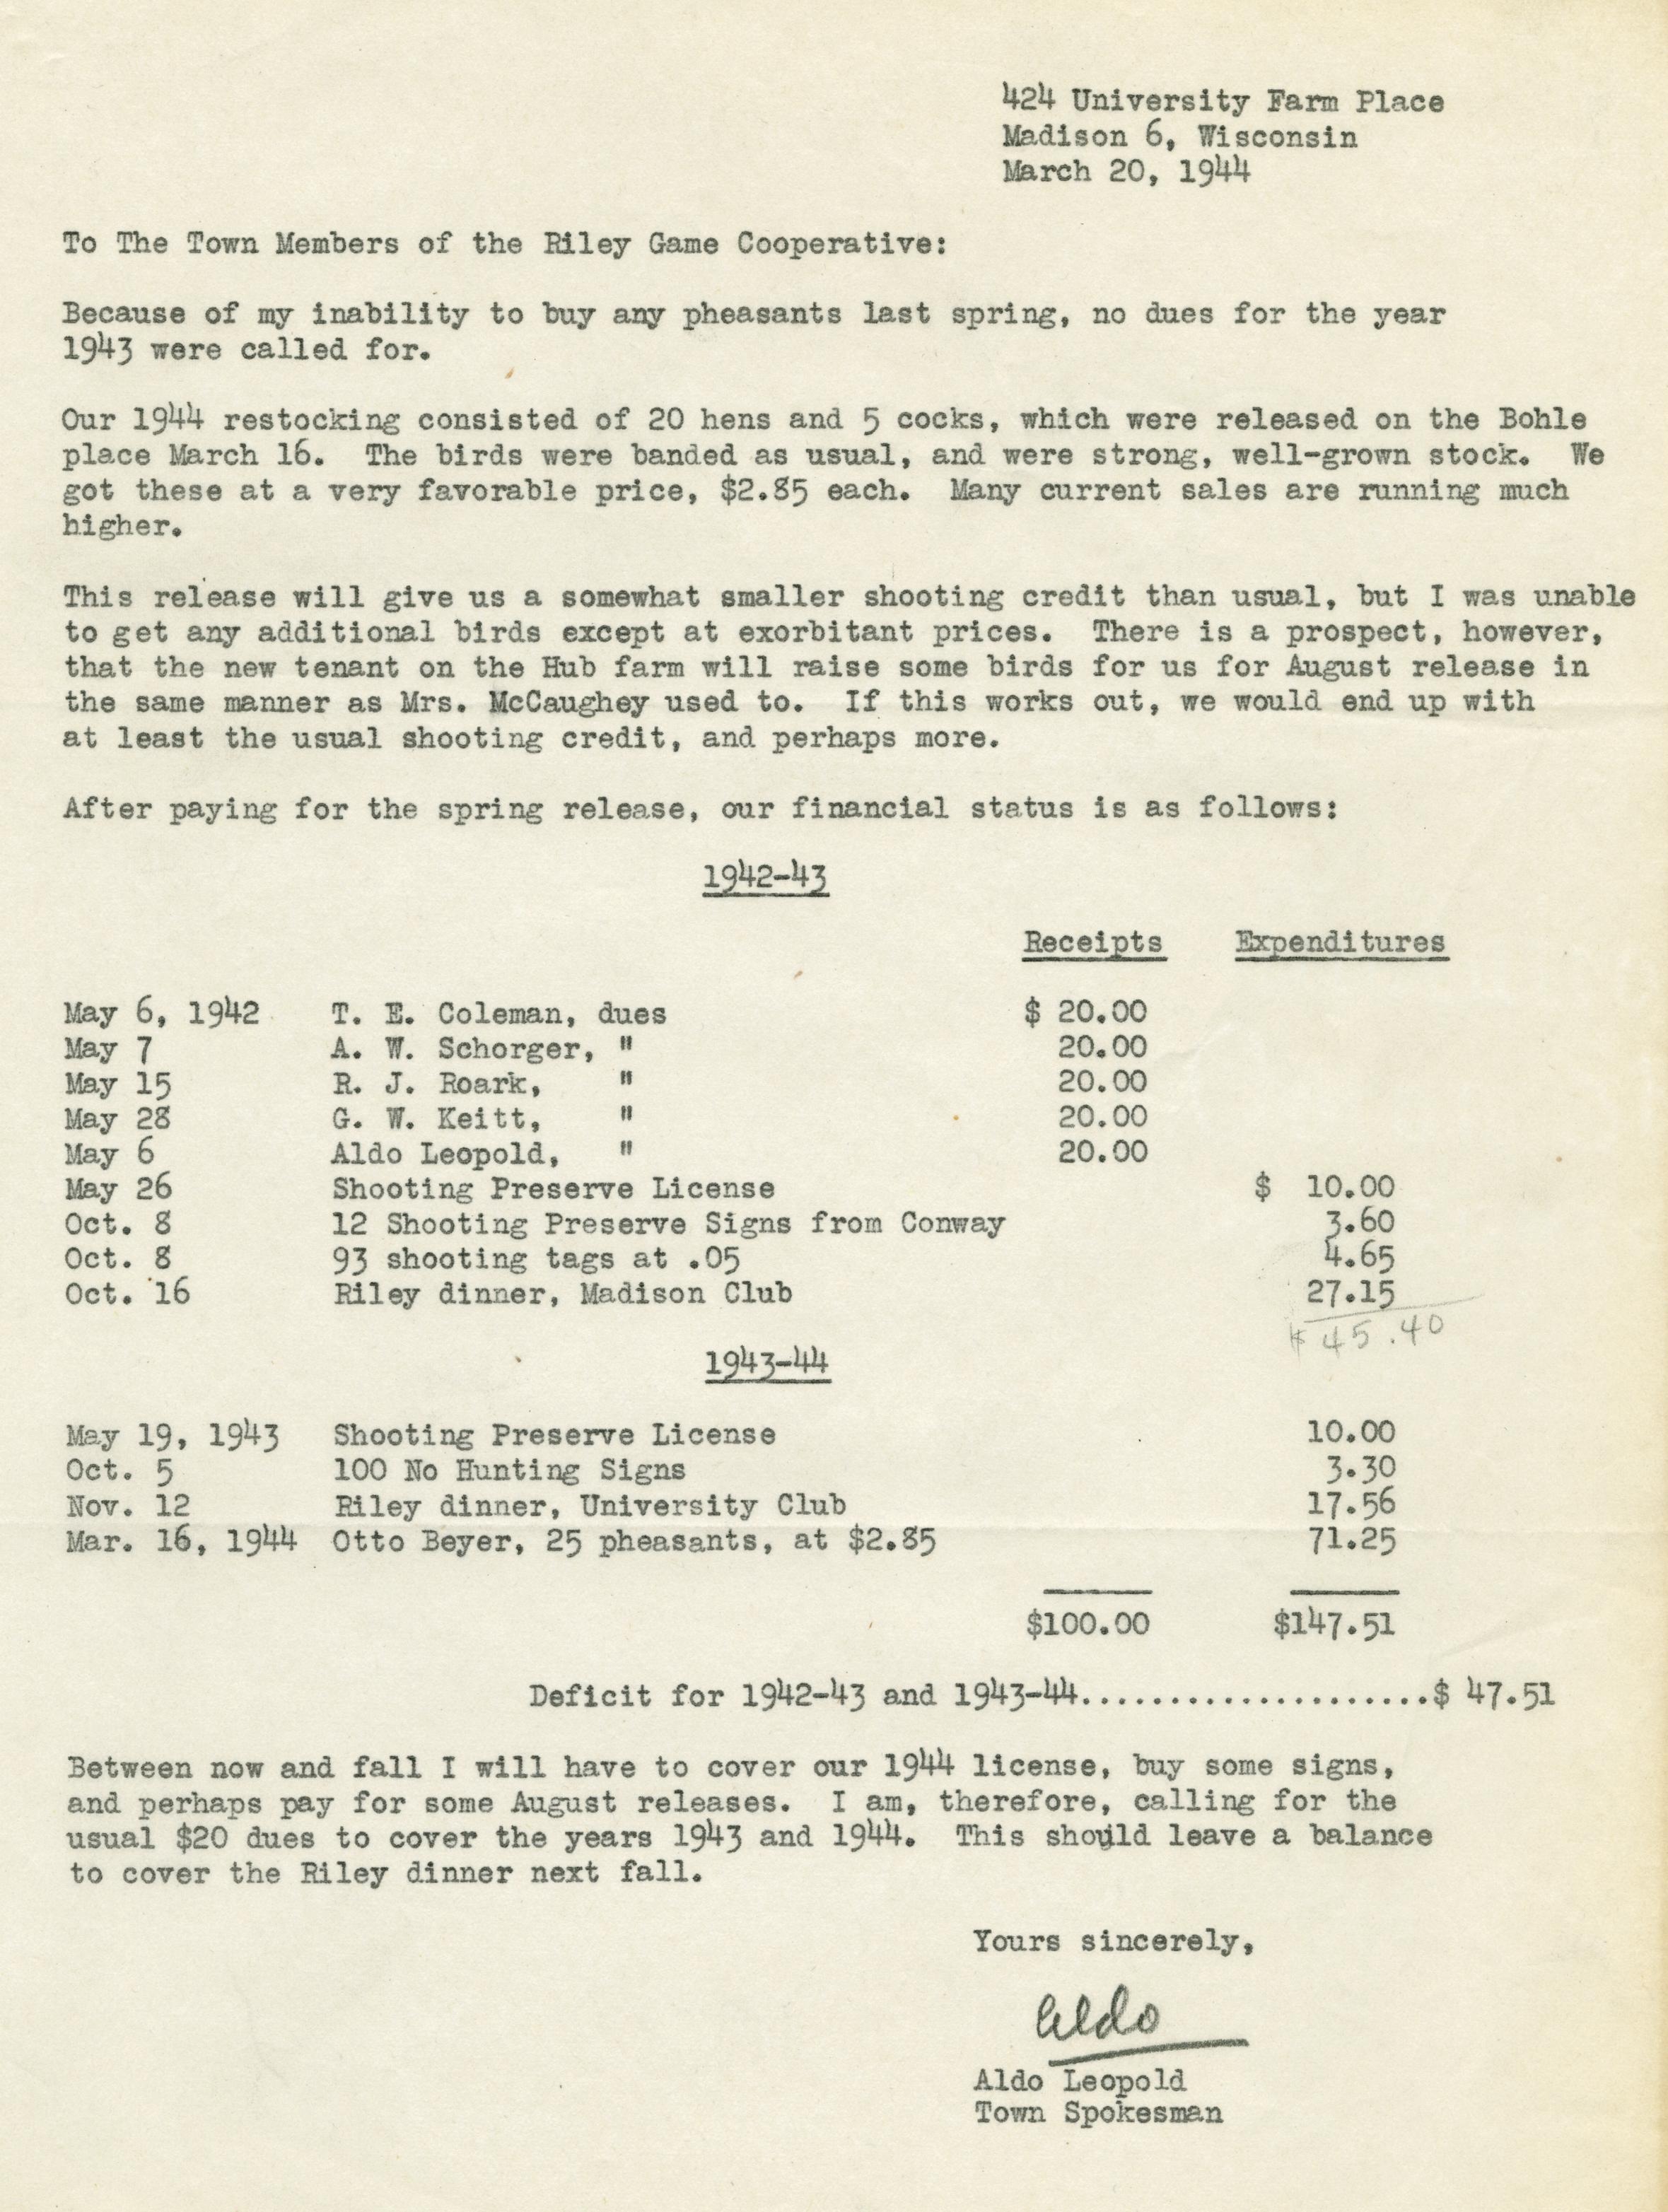 424 University Farm Place
Madison 6, Wisconsin
March 20, 1944
To The Town Members of the Riley Game Cooperative:
Because of my inability to buy any pheasants last spring, no dues for the year
1943 were called for.
Our 1944 restocking consisted of 20 hens and 5 cocks, which were released on the Bohle
place March 16. The birds were banded as usual, and were strong, well-grown stock. We
got these at a very favorable price, $2.85 each. Many current sales are running much
higher.
This release will give us a somewhat smaller shooting credit than usual, but I was unable
to get any additional birds except at exorbitant prices. There is a prospect, however,
that the new tenant on the Hub farm will raise some birds for us for August release in
the same manner as Mrs. McCaughey used to. If this works out, we would end up with
at least the usual shooting credit, and perhaps more.
After paying for the spring release, our financial status is as follows:
1942-43
Receipts Expenditures
May 6, 1942 T. E. Coleman, dues $ 20.00
May 7 A. W. Schorger, " 20.00
May 15 R. J. Roark, " 20.00
May 28 G. W. Keitt, " 20.00
May 6 Aldo Leopold, " 20.00
May 26 Shooting Preserve License $ 10.00
Oct. 8 12 Shooting Preserve Signs from Conway 3.60
Oct. 8 93 shooting tags at .05 4.65
Oct. 16 Riley dinner, Madison Club 27.15
$ 45.40
1943-44
May 19, 1943 Shooting Preserve License 10.00
Oct. 5 100 No Hunting Signs 3.30
Nov. 12 Riley dinner, University Club 17.56
Mar. 16, 1944 Otto Beyer, 25 pheasants, at $2.85 71.25
$100.00 $147.51
Deficit for 1942-43 and 1943-44....................$ 47.51
Between now and fall I will have to cover our 1944 license, buy some signs,
and perhaps pay for some August releases. I am, therefore, calling for the
usual $20 dues to cover the years 1943 and 1944. This should leave a balance
to cover the Riley dinner next fall.
Yours sincerely,
Aldo
Aldo Leopold
Town Spokesman